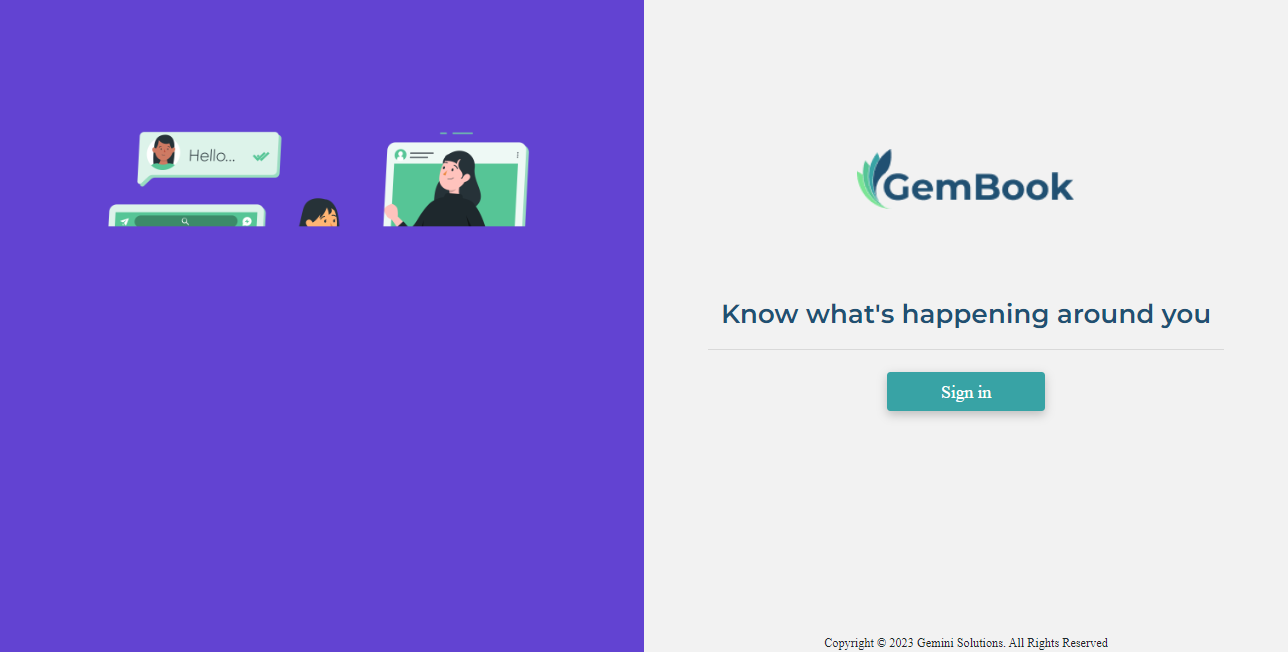 Hello...
GemBook
Know what's happening around you
Sign in
Copyright © 2023 Gemini Solutions. All Rights Reserved